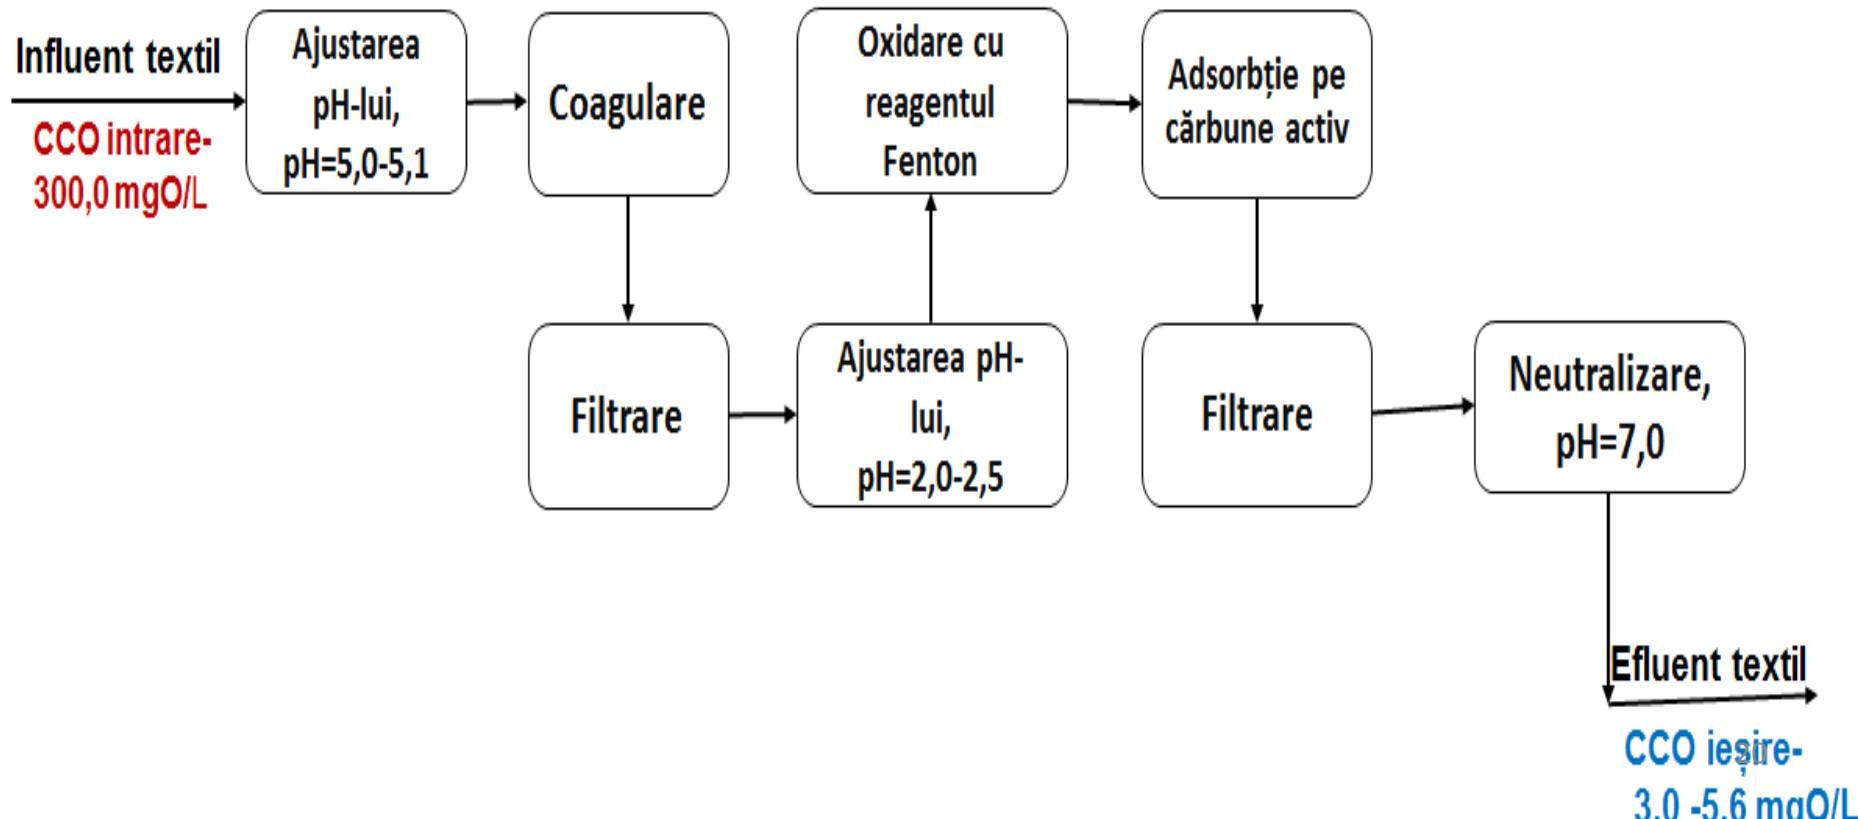 Influent textil
CCO intrare-
300,0 mgO/L
Ajustarea
pH-lui,
pH=5,0-5,1
Coagulare
Filtrare
Ajustarea pH-
lui,
pH=2,0-2,5
Oxidare cu
reagentul
Fenton
Adsorbție pe
cărbune activ
Filtrare
Neutralizare,
pH=7,0
Efluent textil
CCO ieșire-
3,0 -5,6 mgO/L
20